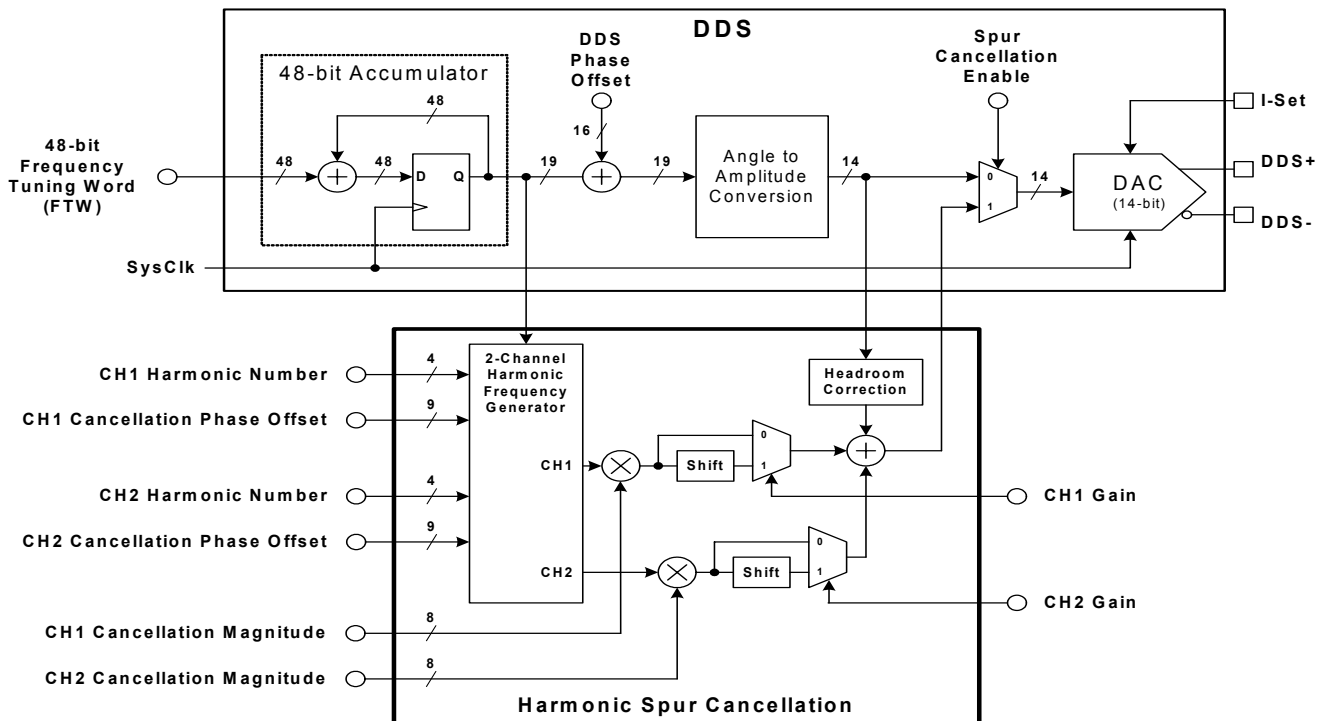 DDS
48-bit Accumulator
DDS
Phase
Offset
Spur
Cancellation
Enable
48-bit
Frequency
Tuning Word
(FTW)
48
48
48
D
Q
19
16
19
Angle to
Amplitude
Conversion
14
0
1
14
DAC
(14-bit)
I-Set
DDS+
DDS-
SysClk
CH1 Harmonic Number
4
CH1 Cancellation Phase Offset
9
CH2 Harmonic Number
4
CH2 Cancellation Phase Offset
9
2-Channel
Harmonic
Frequency
Generator
CH1
CH2
Headroom
Correction
0
Shift
1
0
Shift
1
CH1 Gain
CH2 Gain
CH1 Cancellation Magnitude
8
CH2 Cancellation Magnitude
8
Harmonic Spur Cancellation